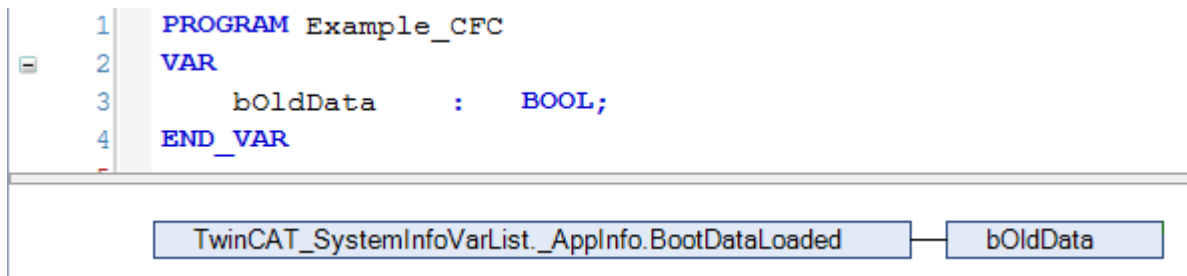 1 PROGRAM Example_CFC
2 VAR
3 bOldData : BOOL;
4 END_VAR
TwinCAT_SystemInfoVarList._AppInfo.BootDataLoaded bOldData